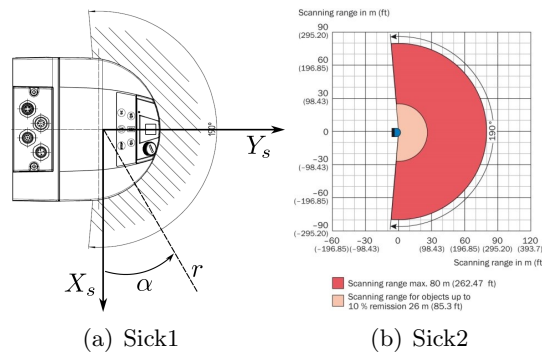 190°
Y_s
X_s
α
r
(a) Sick1
Scanning range in m (ft)
90
(295.20)
60
(196.85)
30
(98.43)
0
−30
(−98.43)
−60
(−196.85)
−90
(−295.20)
190°
−60 −30 0 30 60 90 120
(−196.85) (−98.43) (98.43) (196.85) (295.20) (393.7
Scanning range in m (ft
Scanning range max. 80 m (262.47 ft)
Scanning range for objects up to
10 % remission 26 m (85.3 ft)
(b) Sick2